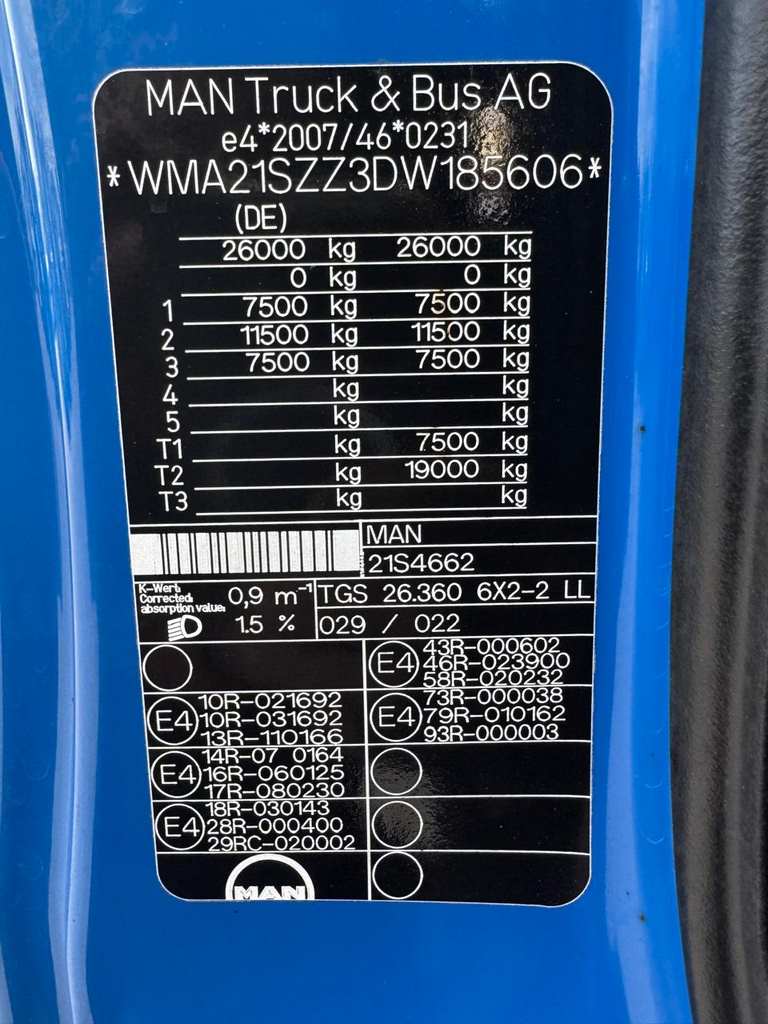 MAN Truck & Bus AG
e4*2007/46*0231
*WMA21SZZ3DW185606*
(DE)
26000 kg 26000 kg
0 kg 0 kg
1 7500 kg 7500 kg
2 11500 kg 11500 kg
3 7500 kg 7500 kg
4 kg kg
5 kg kg
T1 kg 7500 kg
T2 kg 19000 kg
T3 kg kg
MAN
21S4662
K-Wert:
Corrected
absorption value:
0,9 m⁻¹
TGS 26.360 6X2-2 LL
1.5 %
029 / 022
E4
43R-000602
46R-023900
58R-020232
E4
10R-021692
10R-031692
13R-110166
E4
73R-000038
79R-010162
93R-000003
E4
14R-07 0164
16R-060125
17R-080230
E4
18R-030143
28R-000400
29RC-020002
MAN